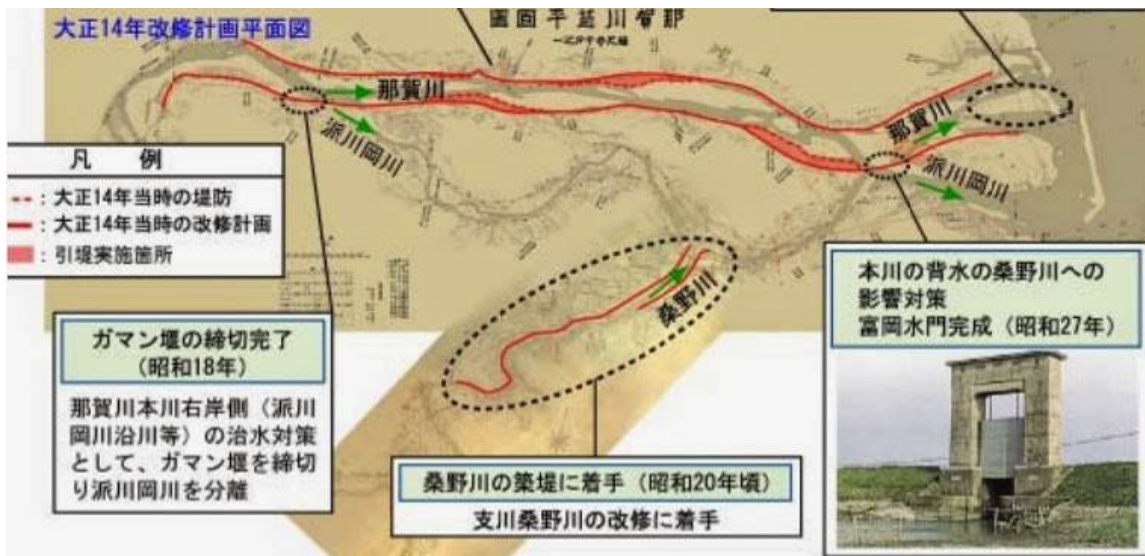 大正14年改修計画平面図
圖面平近川賀那
那賀川
派川岡川
那賀川
派川岡川
桑野川
凡 例
: 大正14年当時の堤防
: 大正14年当時の改修計画
: 引堤実施箇所
ガマン堰の締切完了
(昭和18年)
那賀川本川右岸側(派川
岡川沿川等)の治水対策
として、ガマン堰を締切
り派川岡川を分離
桑野川の築堤に着手(昭和20年頃)
支川桑野川の改修に着手
本川の背水の桑野川への
影響対策
富岡水門完成(昭和27年)